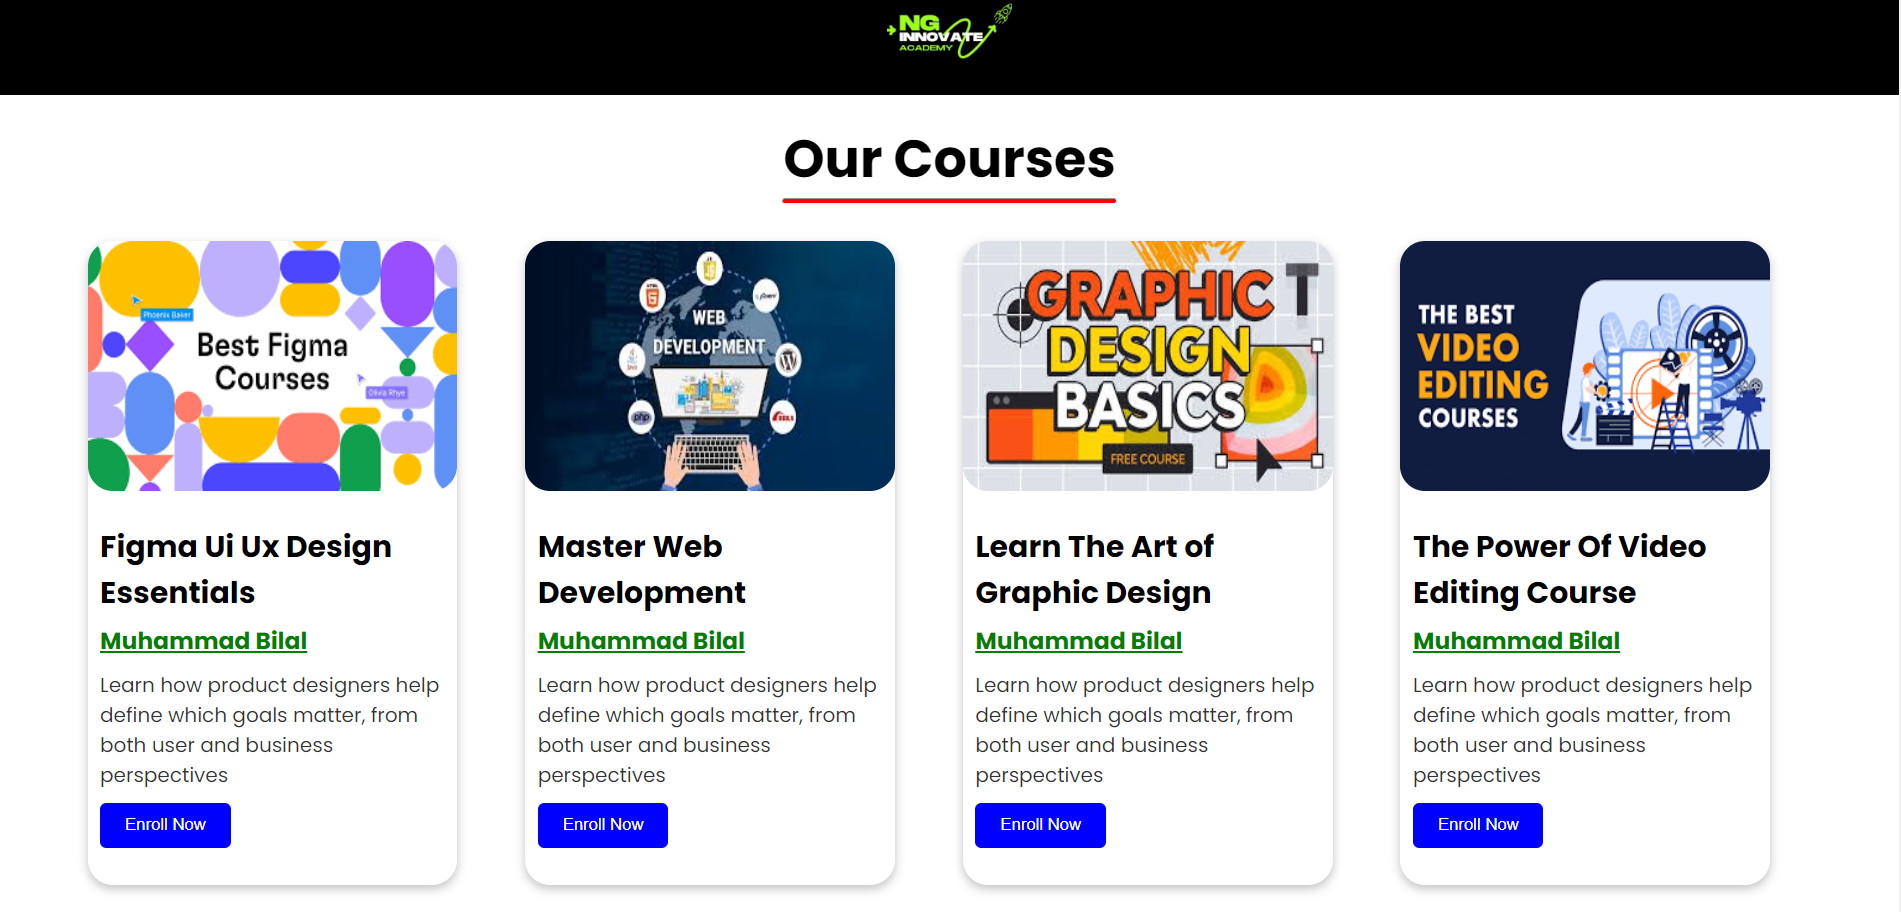 NG
INNOVATE
ACADEMY
Our Courses
Phoenix Baker
Best Figma
Courses
Olivia Rhye
JS
HTML
jQuery
WEB
DEVELOPMENT
Java
php
RAILS
GRAPHIC T
DESIGN
BASICS
FREE COURSE
THE BEST
VIDEO
EDITING
COURSES
Figma Ui Ux Design
Essentials
Muhammad Bilal
Learn how product designers help
define which goals matter, from
both user and business
perspectives
Enroll Now
Master Web
Development
Muhammad Bilal
Learn how product designers help
define which goals matter, from
both user and business
perspectives
Enroll Now
Learn The Art of
Graphic Design
Muhammad Bilal
Learn how product designers help
define which goals matter, from
both user and business
perspectives
Enroll Now
The Power Of Video
Editing Course
Muhammad Bilal
Learn how product designers help
define which goals matter, from
both user and business
perspectives
Enroll Now